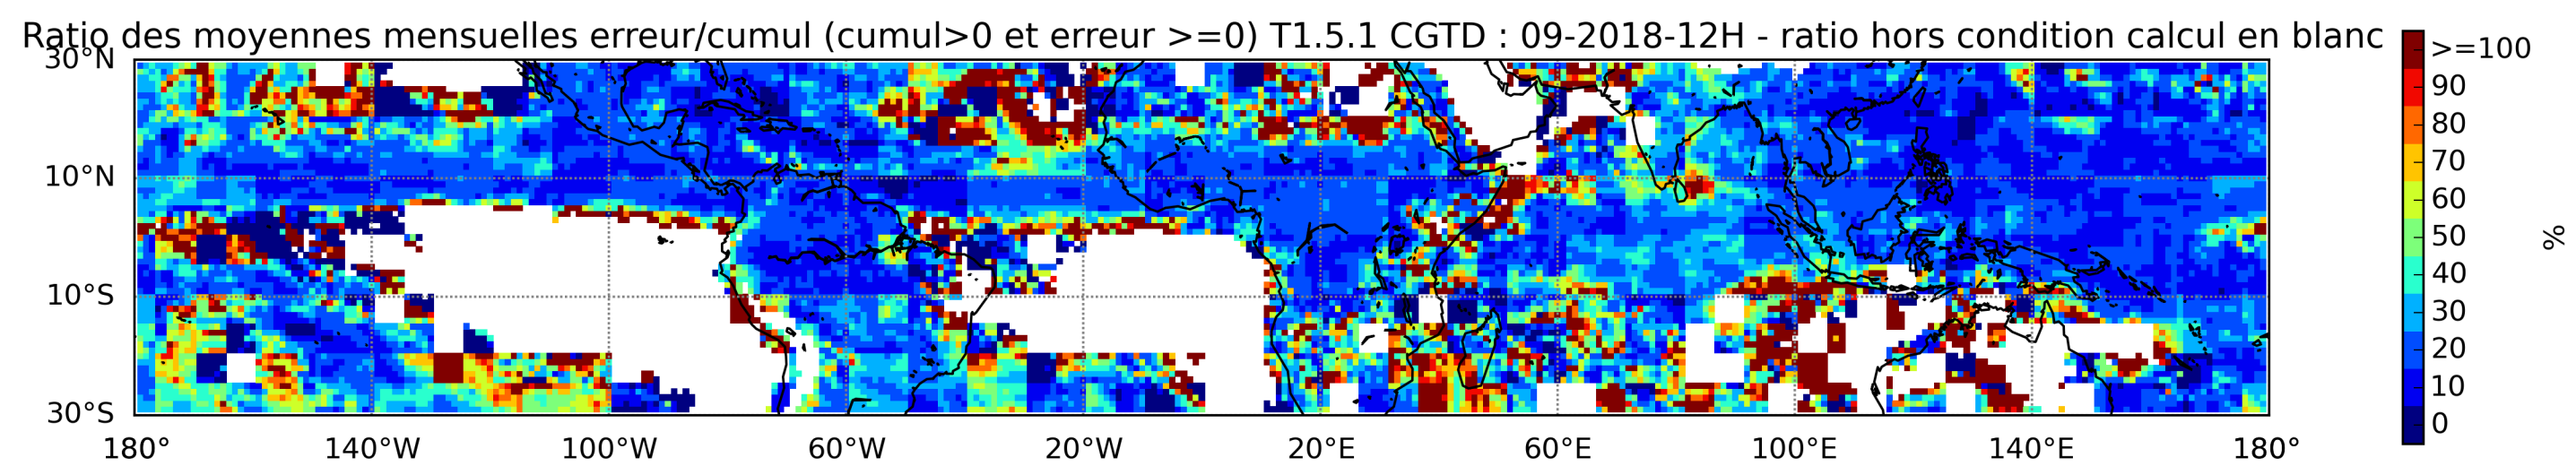 Ratio des moyennes mensuelles erreur/cumul (cumul>0 et erreur >=0) T1.5.1 CGTD : 09-2018-12H - ratio hors condition calcul en blanc
30°N
10°N
10°S
30°S
180°
140°W
100°W
60°W
20°W
20°E
60°E
100°E
140°E
180°
>=100
90
80
70
60
50
40
30
20
10
0
%